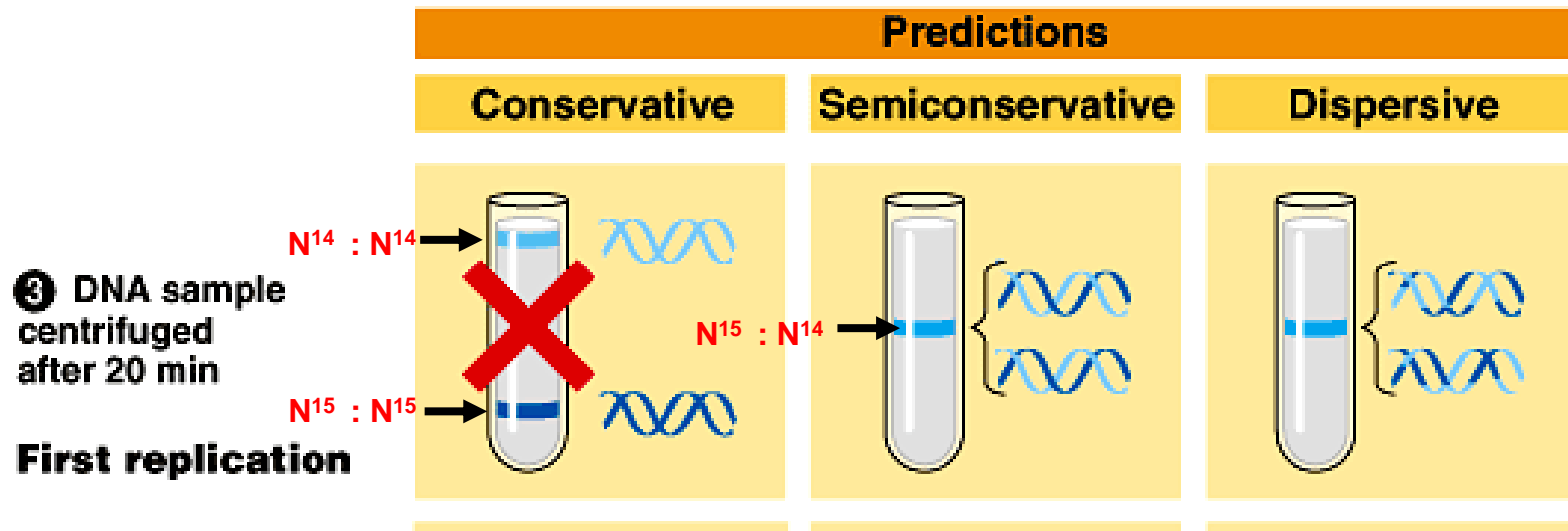 Predictions
Conservative Semiconservative Dispersive
N¹⁴ : N¹⁴
❸ DNA sample
centrifuged
after 20 min
N¹⁵ : N¹⁴
N¹⁵ : N¹⁵
First replication